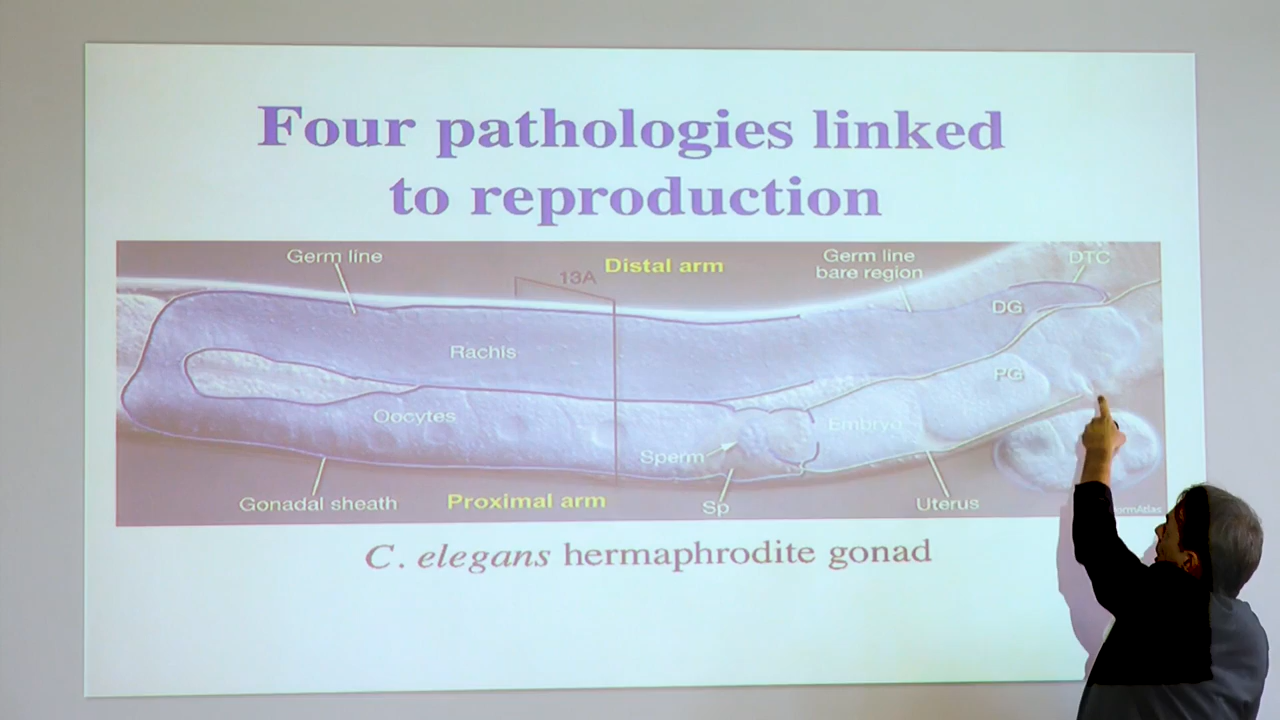 Four pathologies linked
to reproduction
Germ line
Distal arm
Germ line
bare region
DTC
13A
DG
Rachis
PG
Oocytes
Embryo
Sperm
Gonadal sheath
Proximal arm
Sp
Uterus
C. elegans hermaphrodite gonad